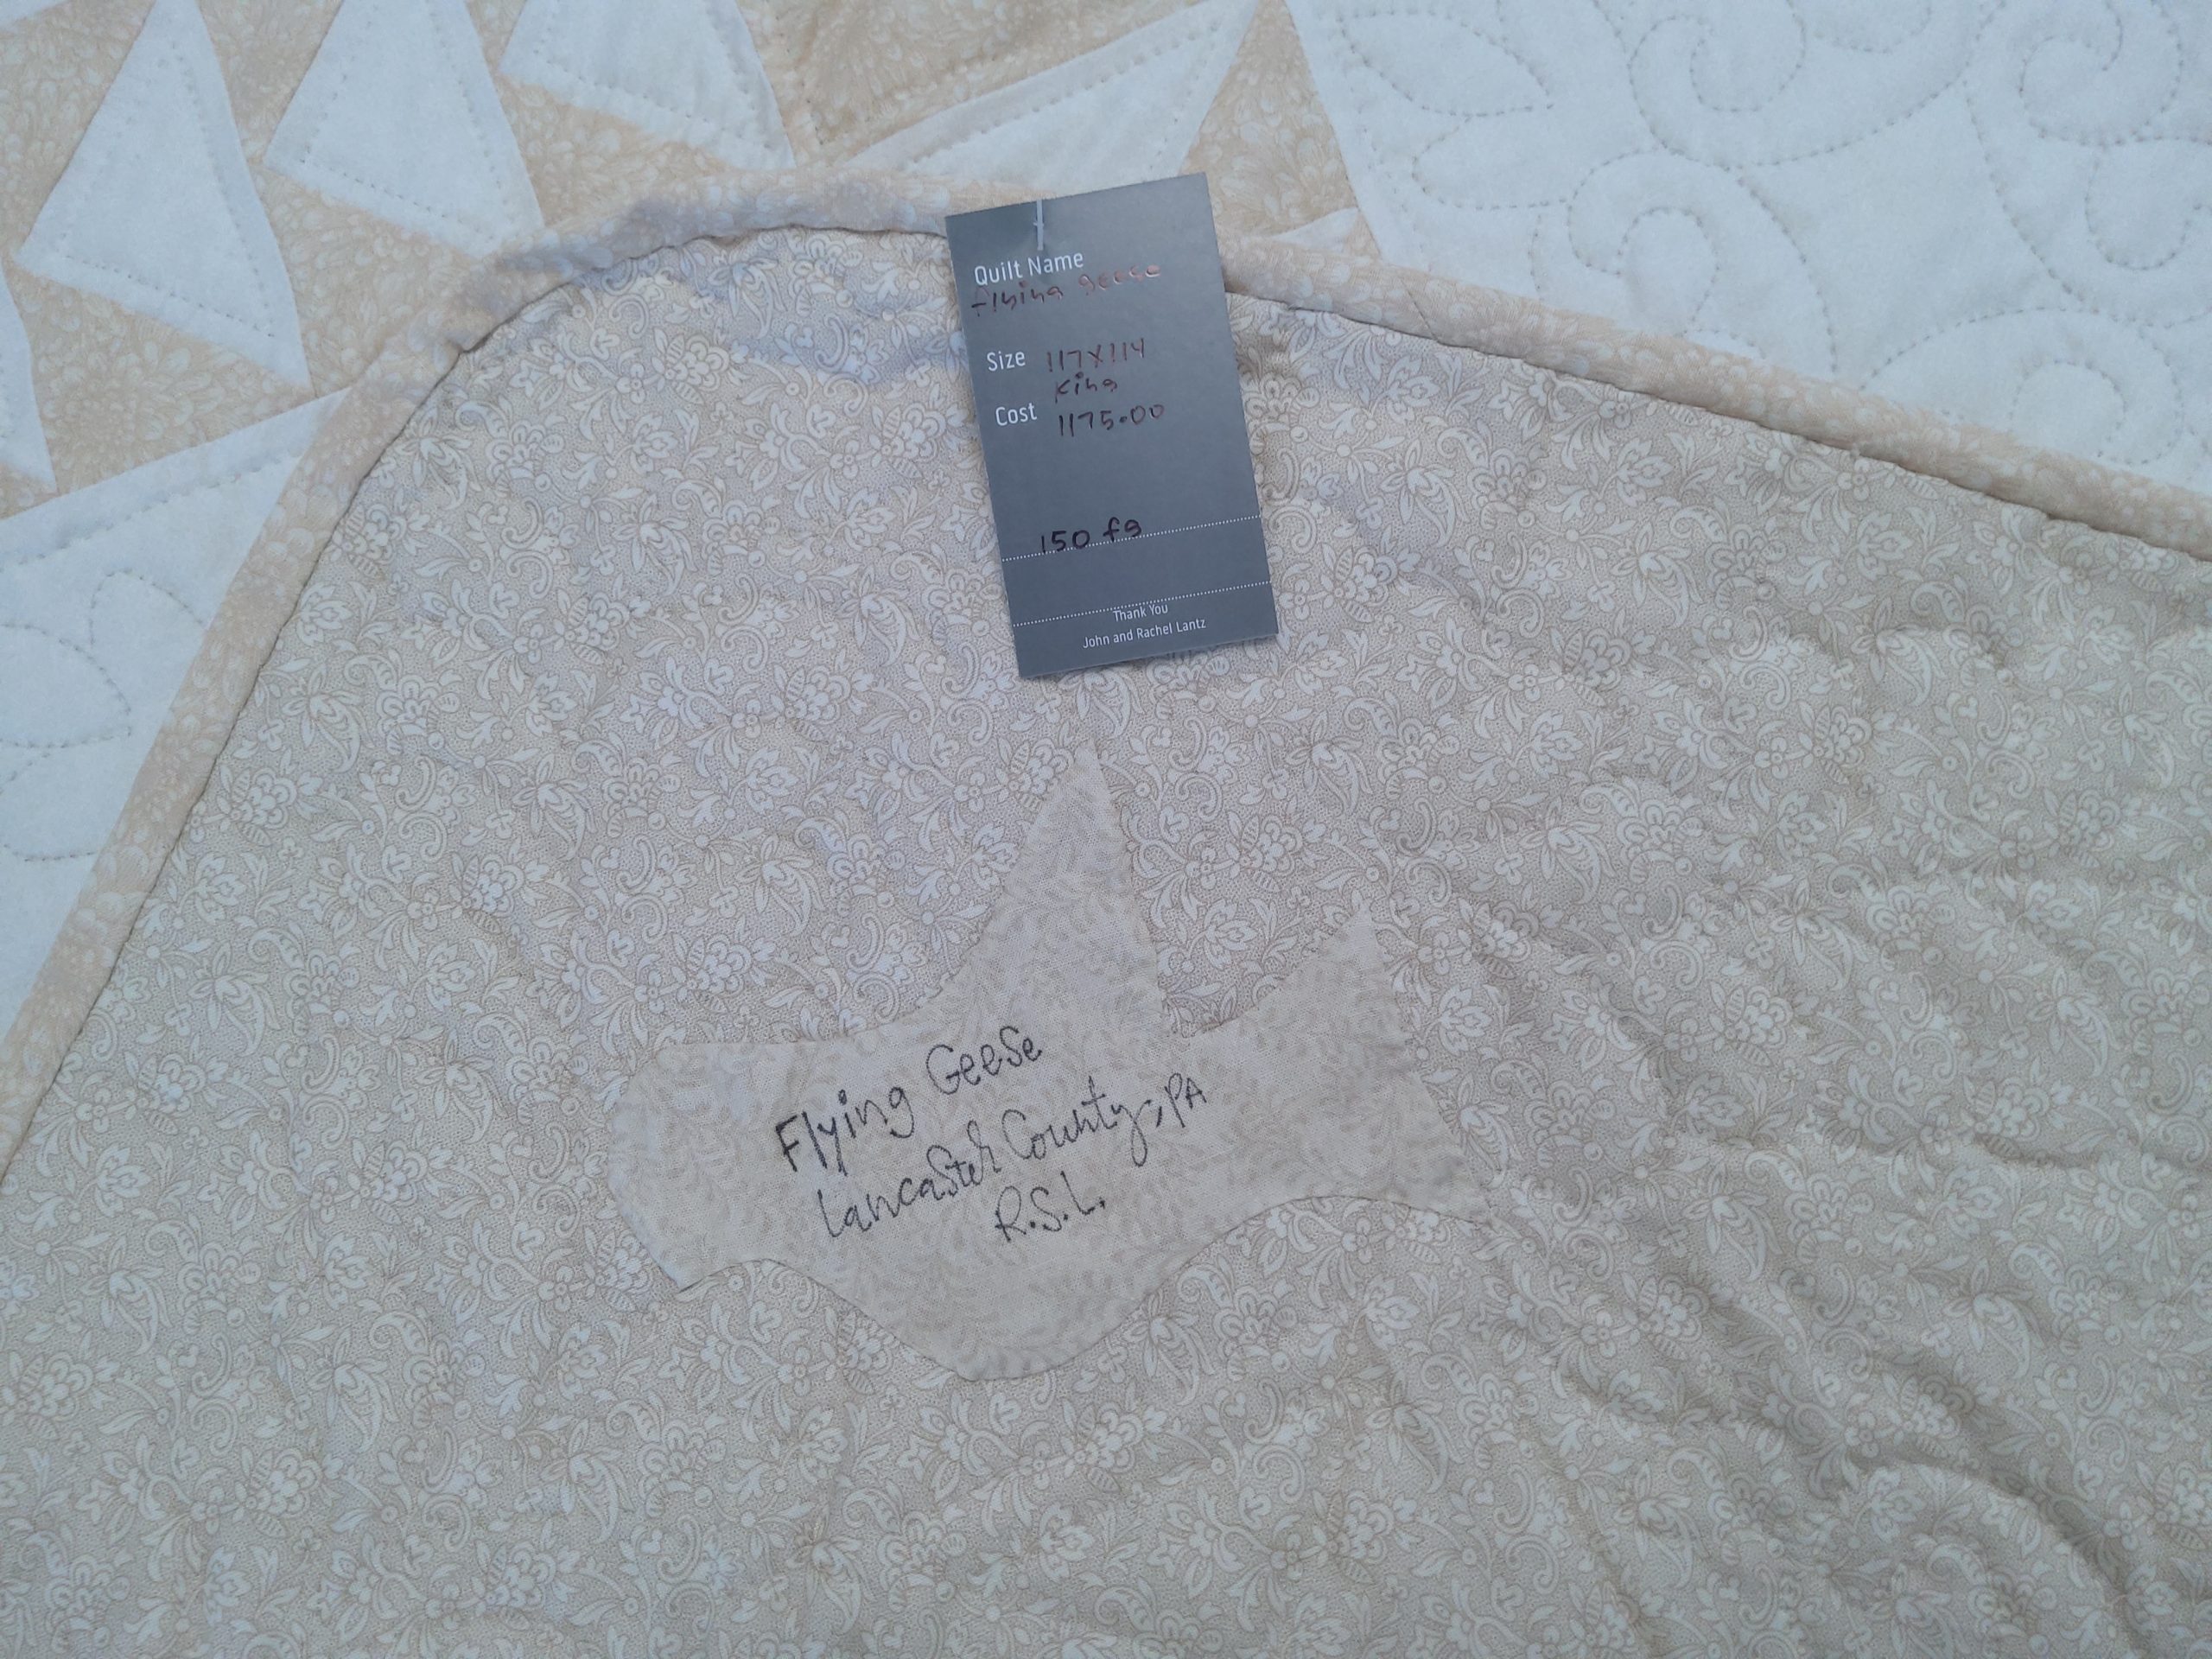 Quilt Name
Flying geese
Size 117x114
King
Cost 1175.00
150 fg
Thank You
John and Rachel Lantz
Flying Geese
Lancaster County, PA
R.S.L.